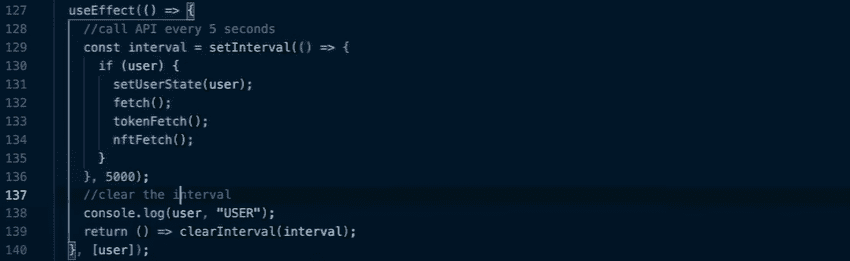 127 useEffect(() => {
128 //call API every 5 seconds
129 const interval = setInterval(() => {
130 if (user) {
131 setUserState(user);
132 fetch();
133 tokenFetch();
134 nftFetch();
135 }
136 }, 5000);
137 //clear the interval
138 console.log(user, "USER");
139 return () => clearInterval(interval);
140 }, [user]);